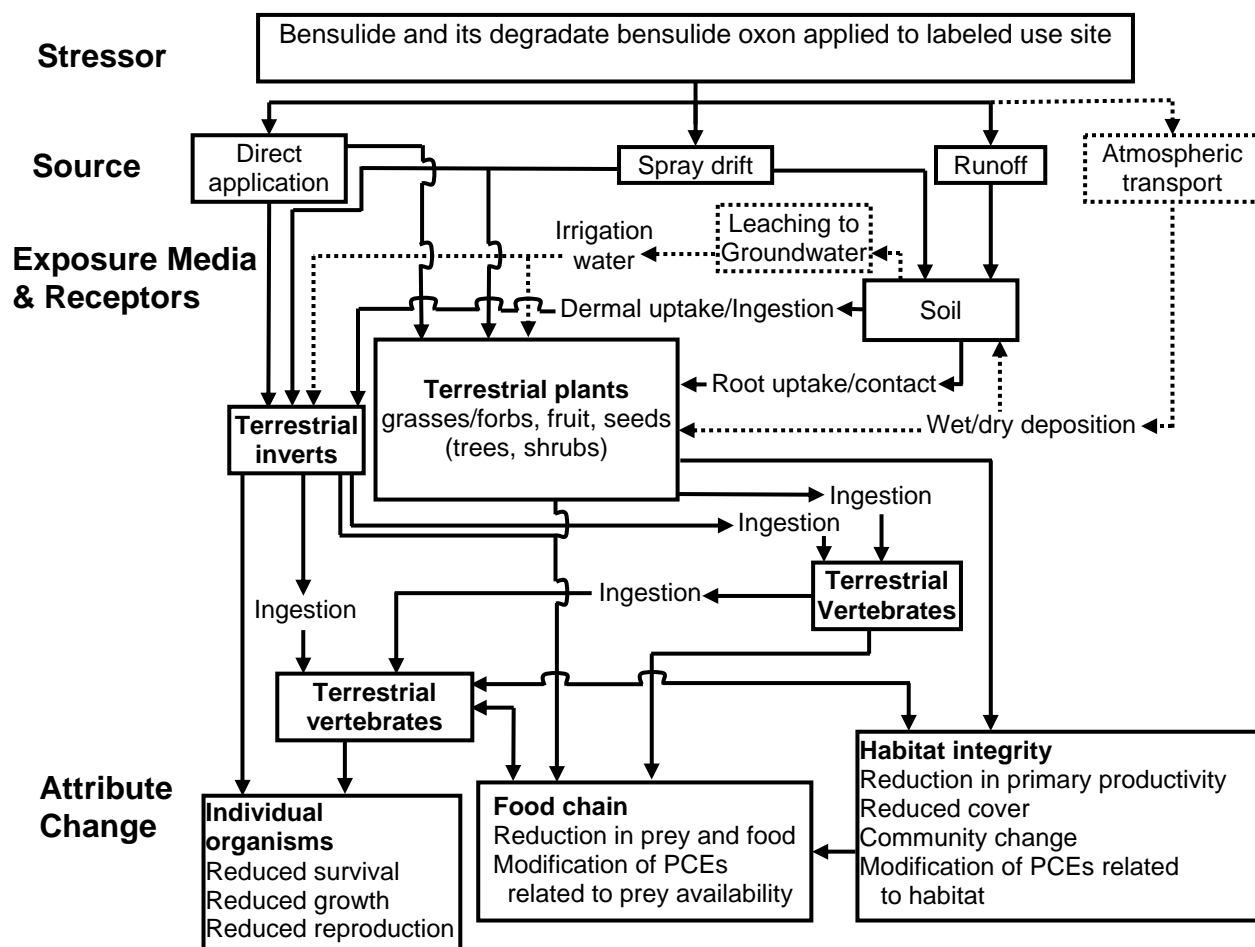 Stressor
Bensulide and its degradate bensulide oxon applied to labeled use site
Source
Direct
application
Spray drift
Runoff
Atmospheric
transport
Exposure Media
& Receptors
Irrigation
water
Leaching to
Groundwater
Dermal uptake/Ingestion
Soil
Terrestrial plants
grasses/forbs, fruit, seeds
(trees, shrubs)
Root uptake/contact
Wet/dry deposition
Terrestrial
inverts
Ingestion
Ingestion
Ingestion
Ingestion
Terrestrial
Vertebrates
Terrestrial
vertebrates
Attribute
Change
Individual
organisms
Reduced survival
Reduced growth
Reduced reproduction
Food chain
Reduction in prey and food
Modification of PCEs
related to prey availability
Habitat integrity
Reduction in primary productivity
Reduced cover
Community change
Modification of PCEs related
to habitat